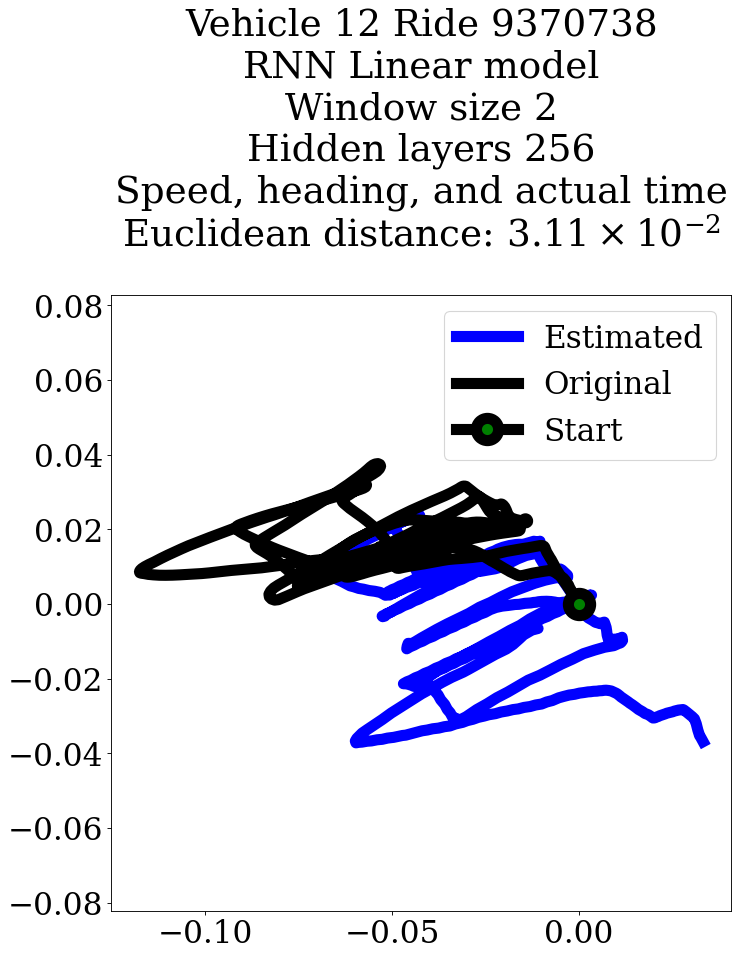 Vehicle 12 Ride 9370738
RNN Linear model
Window size 2
Hidden layers 256
Speed, heading, and actual time
Euclidean distance: 3.11 × 10⁻²
Estimated
Original
Start
0.08
0.06
0.04
0.02
0.00
−0.02
−0.04
−0.06
−0.08
−0.10
−0.05
0.00